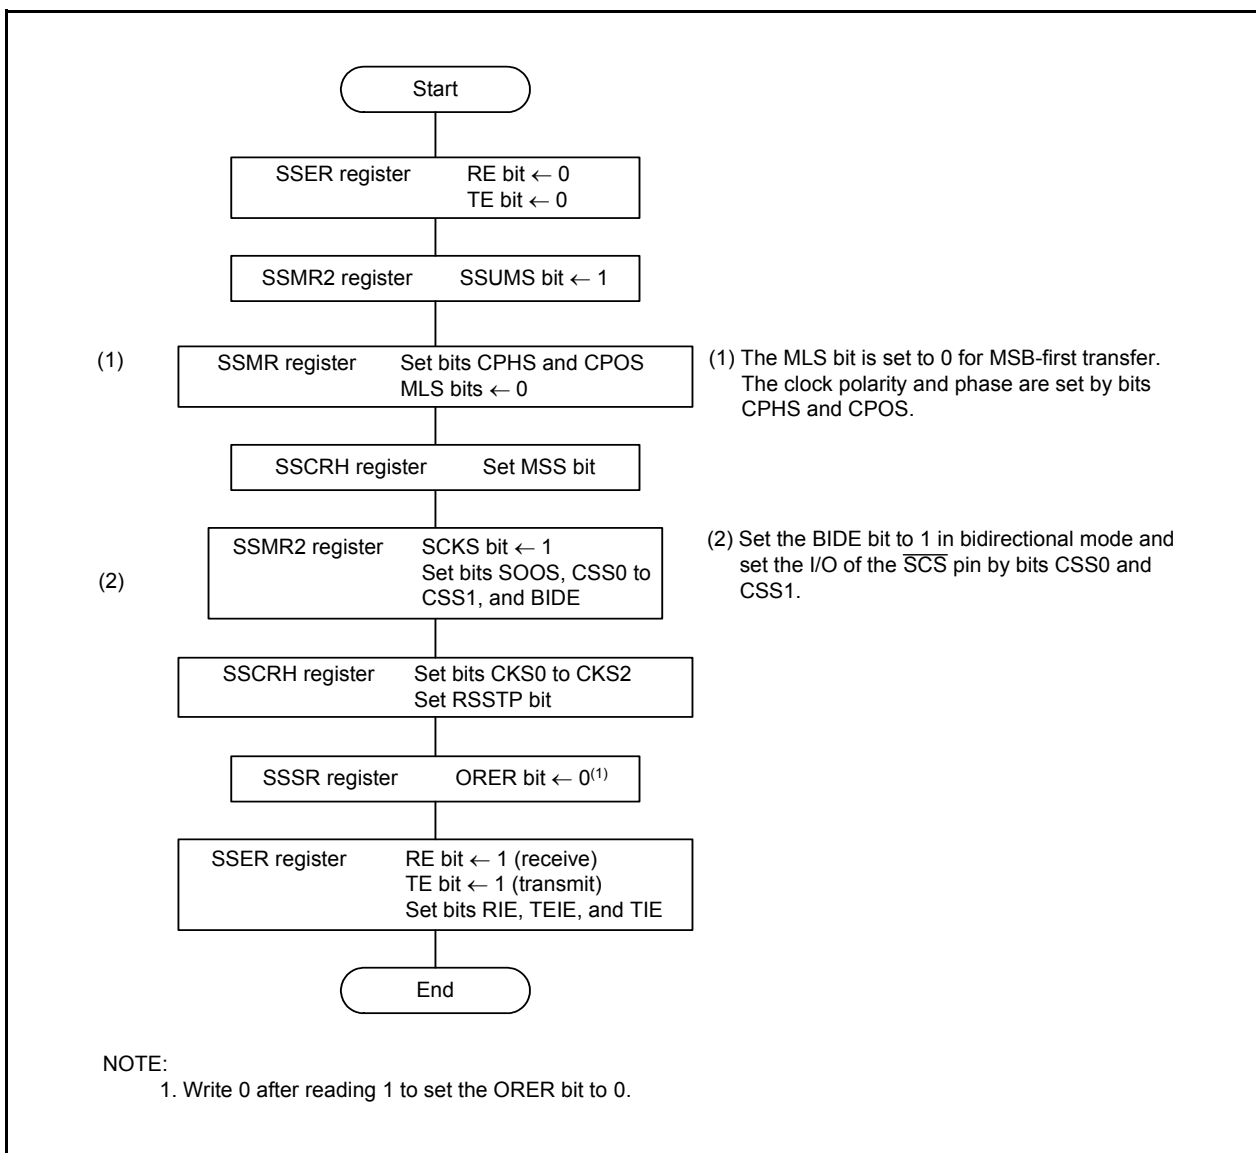 Start
SSER register RE bit ← 0
TE bit ← 0
SSMR2 register SSUMS bit ← 1
(1)
SSMR register Set bits CPHS and CPOS
MLS bits ← 0
(1) The MLS bit is set to 0 for MSB-first transfer.
The clock polarity and phase are set by bits
CPHS and CPOS.
SSCRH register Set MSS bit
(2)
SSMR2 register SCKS bit ← 1
Set bits SOOS, CSS0 to
CSS1, and BIDE
(2) Set the BIDE bit to 1 in bidirectional mode and
set the I/O of the S̅C̅S̅ pin by bits CSS0 and
CSS1.
SSCRH register Set bits CKS0 to CKS2
Set RSSTP bit
SSSR register ORER bit ← 0(1)
SSER register RE bit ← 1 (receive)
TE bit ← 1 (transmit)
Set bits RIE, TEIE, and TIE
End
NOTE:
1. Write 0 after reading 1 to set the ORER bit to 0.